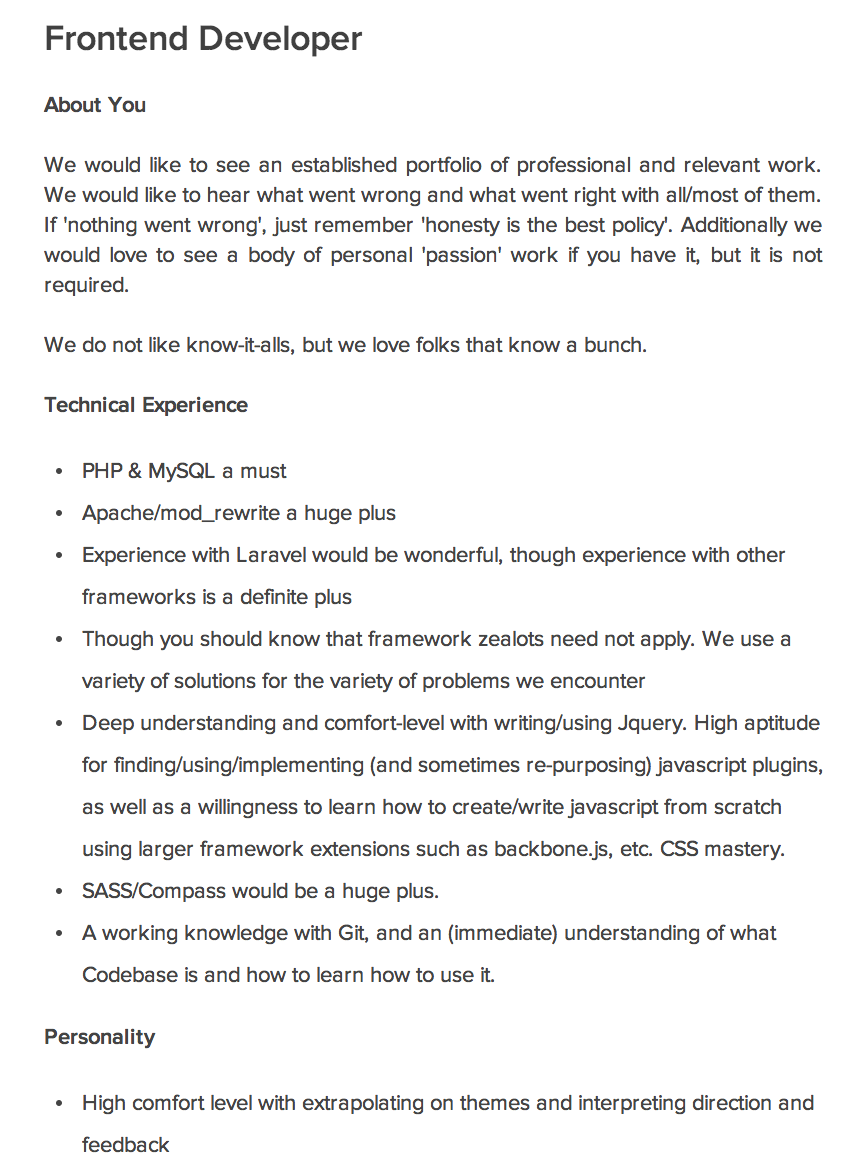 Frontend Developer
About You
We would like to see an established portfolio of professional and relevant work.
We would like to hear what went wrong and what went right with all/most of them.
If 'nothing went wrong', just remember 'honesty is the best policy'. Additionally we
would love to see a body of personal 'passion' work if you have it, but it is not
required.
We do not like know-it-alls, but we love folks that know a bunch.
Technical Experience
• PHP & MySQL a must
• Apache/mod_rewrite a huge plus
• Experience with Laravel would be wonderful, though experience with other
frameworks is a definite plus
• Though you should know that framework zealots need not apply. We use a
variety of solutions for the variety of problems we encounter
• Deep understanding and comfort-level with writing/using Jquery. High aptitude
for finding/using/implementing (and sometimes re-purposing) javascript plugins,
as well as a willingness to learn how to create/write javascript from scratch
using larger framework extensions such as backbone.js, etc. CSS mastery.
• SASS/Compass would be a huge plus.
• A working knowledge with Git, and an (immediate) understanding of what
Codebase is and how to learn how to use it.
Personality
• High comfort level with extrapolating on themes and interpreting direction and
feedback